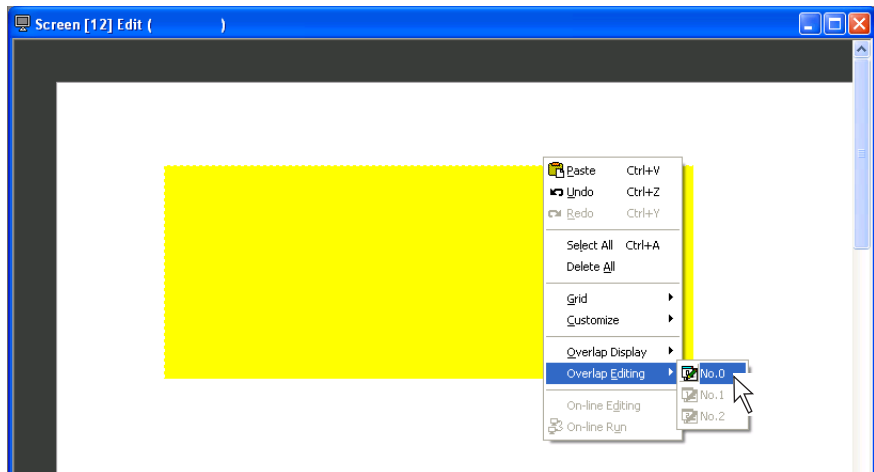 Screen [12] Edit ( )
Paste Ctrl+V
Undo Ctrl+Z
Redo Ctrl+Y
Select All Ctrl+A
Delete All
Grid
Customize
Overlap Display
Overlap Editing
No.0
No.1
No.2
On-line Editing
On-line Run